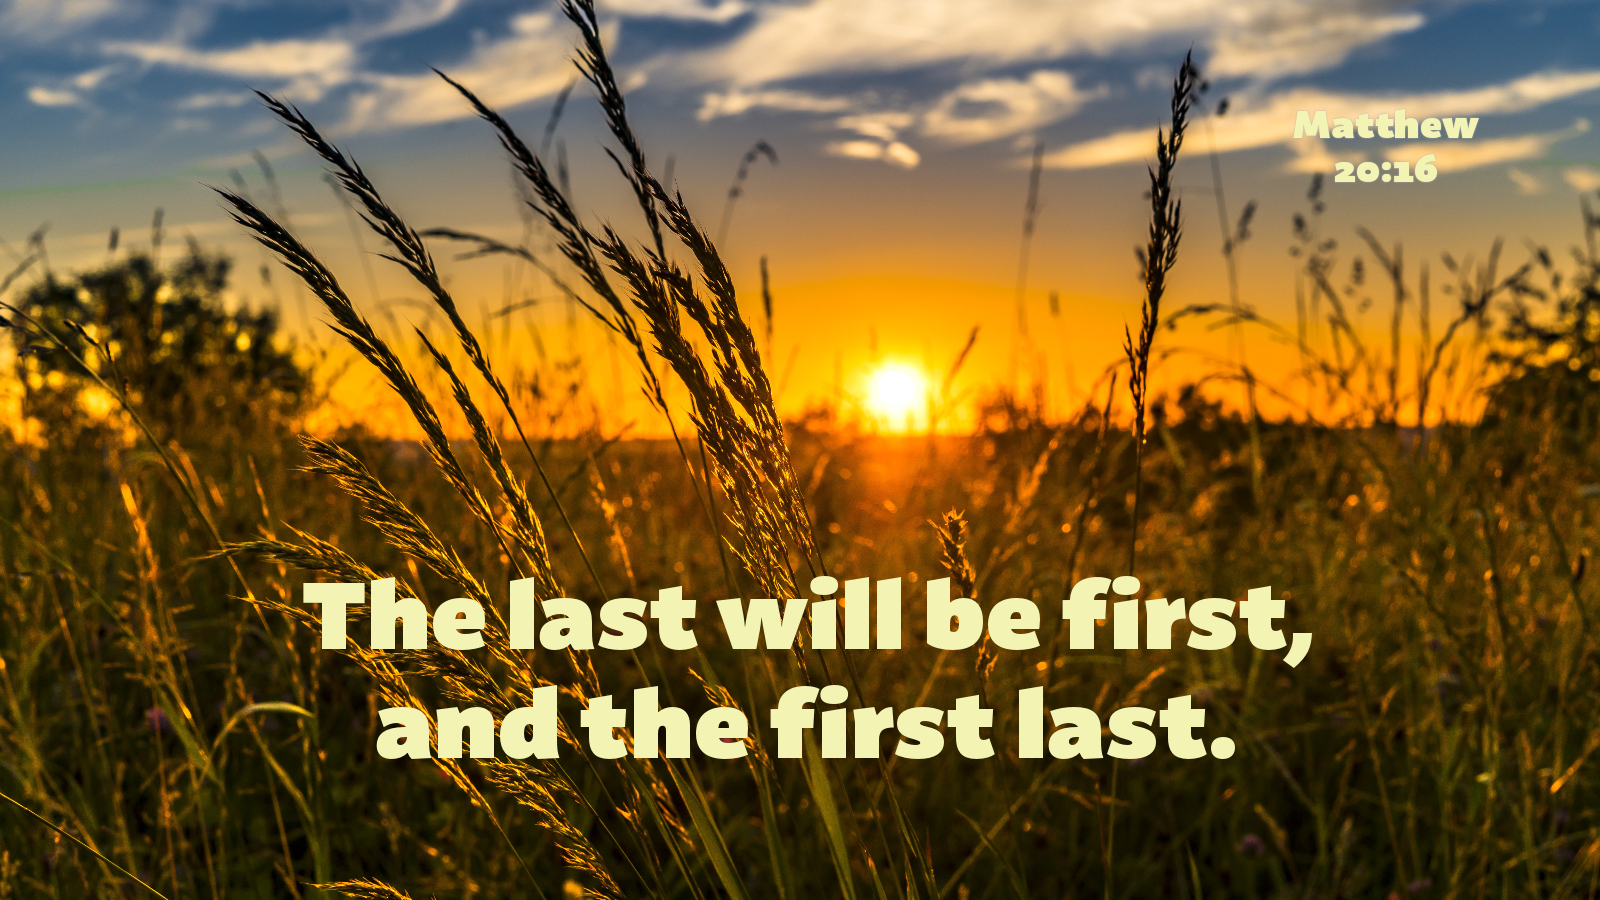 Matthew
20:16
The last will be first,
and the first last.